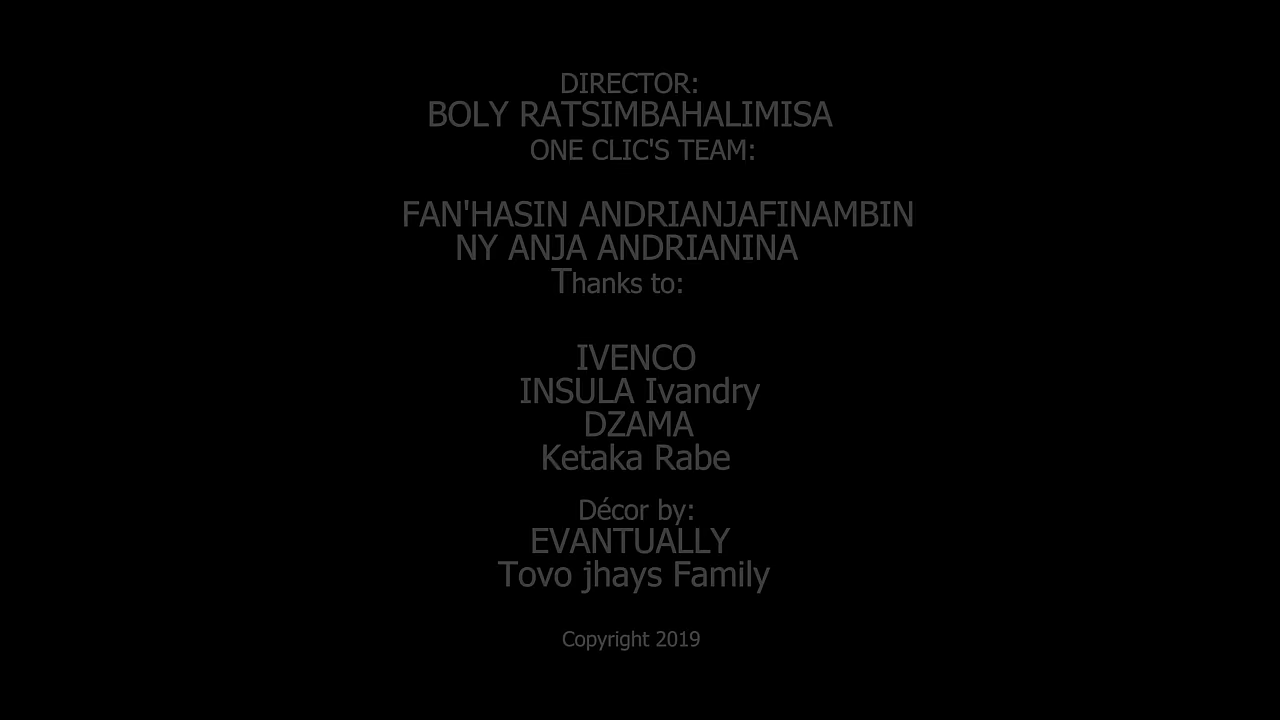 DIRECTOR:
BOLY RATSIMBAHALIMISA
ONE CLIC'S TEAM:
FAN'HASIN ANDRIANJAFINAMBIN
NY ANJA ANDRIANINA
Thanks to:
IVENCO
INSULA Ivandry
DZAMA
Ketaka Rabe
Décor by:
EVANTUALLY
Tovo jhays Family
Copyright 2019